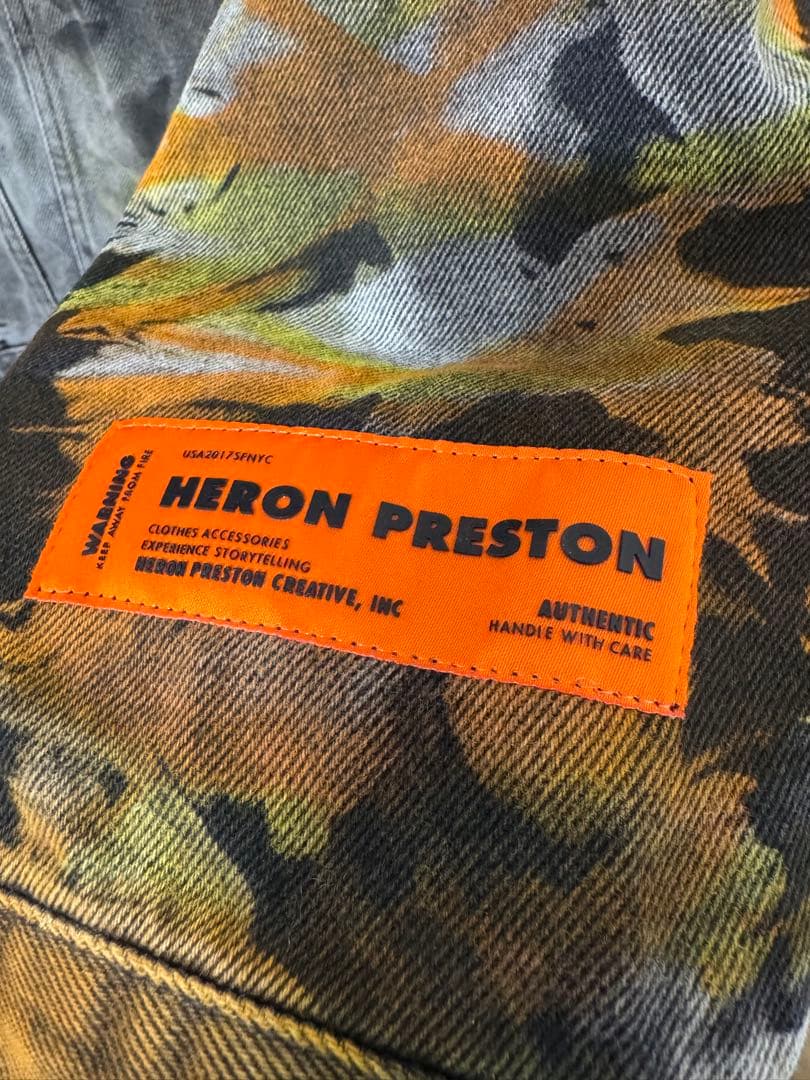 USA2017SFNYC
WARNING
KEEP AWAY FROM FIRE
HERON PRESTON
CLOTHES ACCESSORIES
EXPERIENCE STORYTELLING
HERON PRESTON CREATIVE, INC
AUTHENTIC
HANDLE WITH CARE